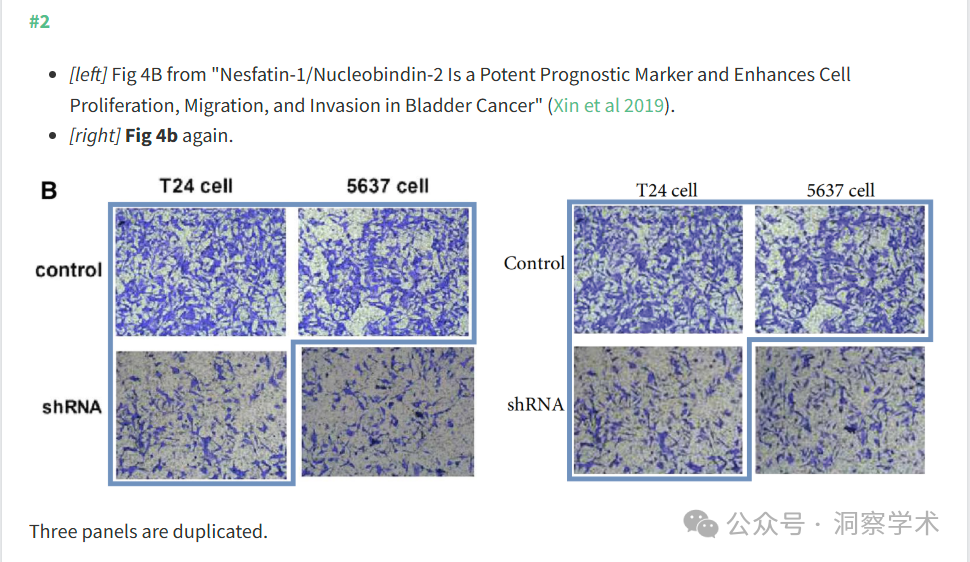 #2
[left] Fig 4B from "Nesfatin-1/Nucleobindin-2 Is a Potent Prognostic Marker and Enhances Cell
Proliferation, Migration, and Invasion in Bladder Cancer" (Xin et al 2019).
[right] Fig 4b again.
B
T24 cell 5637 cell
control
shRNA
T24 cell 5637 cell
Control
shRNA
Three panels are duplicated.
公众号 · 洞察学术